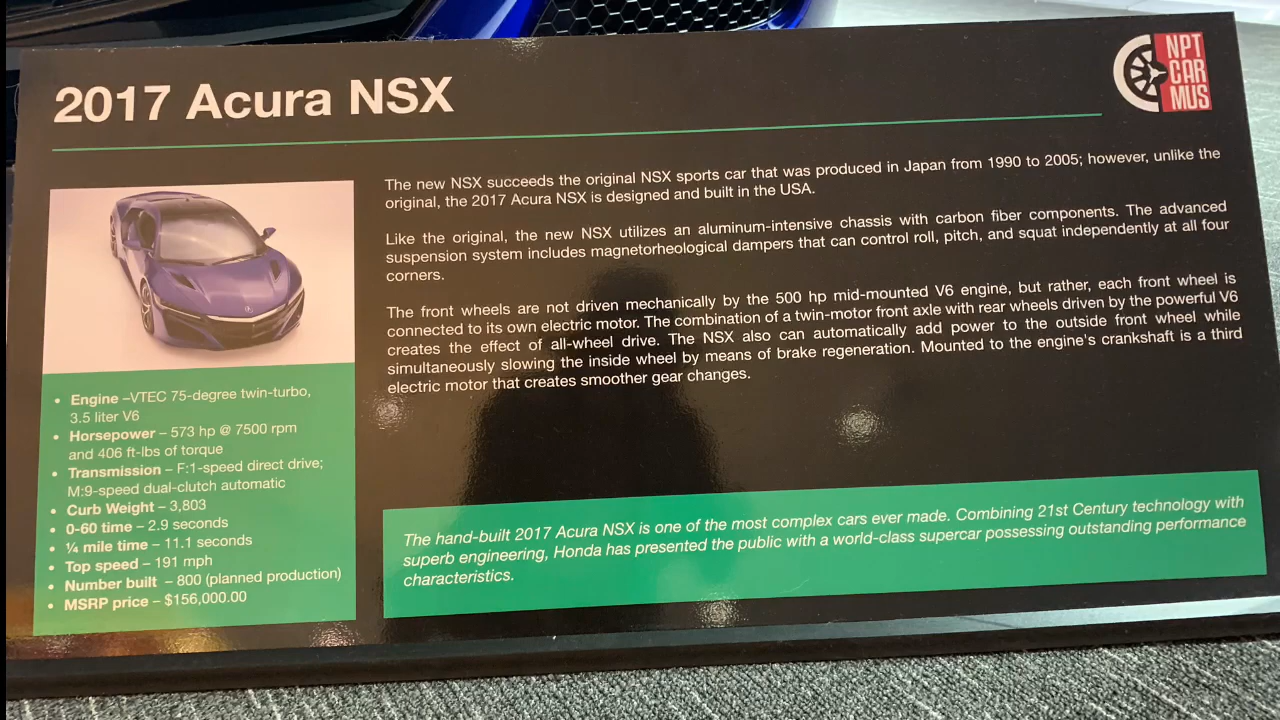 2017 Acura NSX
NPT
CAR
MUS
The new NSX succeeds the original NSX sports car that was produced in Japan from 1990 to 2005; however, unlike the
original, the 2017 Acura NSX is designed and built in the USA.
Like the original, the new NSX utilizes an aluminum-intensive chassis with carbon fiber components. The advanced
suspension system includes magnetorheological dampers that can control roll, pitch, and squat independently at all four
corners.
The front wheels are not driven mechanically by the 500 hp mid-mounted V6 engine, but rather, each front wheel is
connected to its own electric motor. The combination of a twin-motor front axle with rear wheels driven by the powerful V6
creates the effect of all-wheel drive. The NSX also can automatically add power to the outside front wheel while
simultaneously slowing the inside wheel by means of brake regeneration. Mounted to the engine's crankshaft is a third
electric motor that creates smoother gear changes.
• Engine –VTEC 75-degree twin-turbo,
3.5 liter V6
• Horsepower – 573 hp @ 7500 rpm
and 406 ft-lbs of torque
• Transmission – F:1-speed direct drive;
M:9-speed dual-clutch automatic
• Curb Weight – 3,803
• 0-60 time – 2.9 seconds
• ¼ mile time – 11.1 seconds
• Top speed – 191 mph
• Number built – 800 (planned production)
• MSRP price – $156,000.00
The hand-built 2017 Acura NSX is one of the most complex cars ever made. Combining 21st Century technology with
superb engineering, Honda has presented the public with a world-class supercar possessing outstanding performance
characteristics.